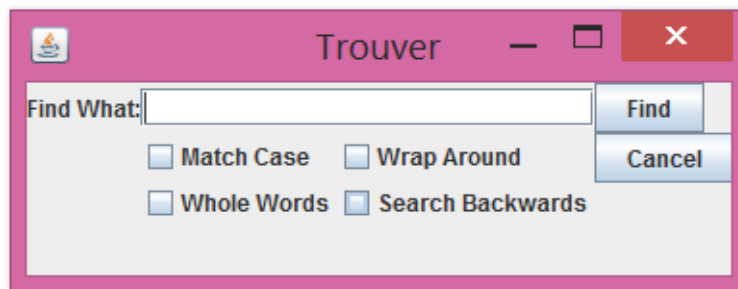 Trouver
Find What: Find
Match Case Wrap Around Cancel
Whole Words Search Backwards